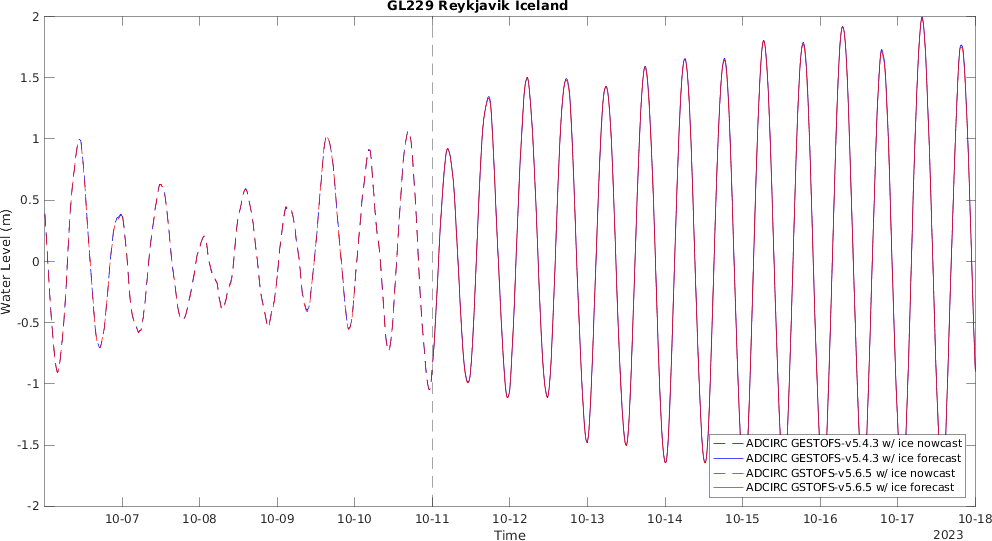 GL229 Reykjavik Iceland
2
1.5
1
0.5
0
-0.5
-1
-1.5
-2
Water Level (m)
ADCIRC GESTOFS-v5.4.3 w/ ice nowcast
ADCIRC GESTOFS-v5.4.3 w/ ice forecast
ADCIRC GSTOFS-v5.6.5 w/ ice nowcast
ADCIRC GSTOFS-v5.6.5 w/ ice forecast
10-07 10-08 10-09 10-10 10-11 10-12 10-13 10-14 10-15 10-16 10-17 10-18
Time
2023